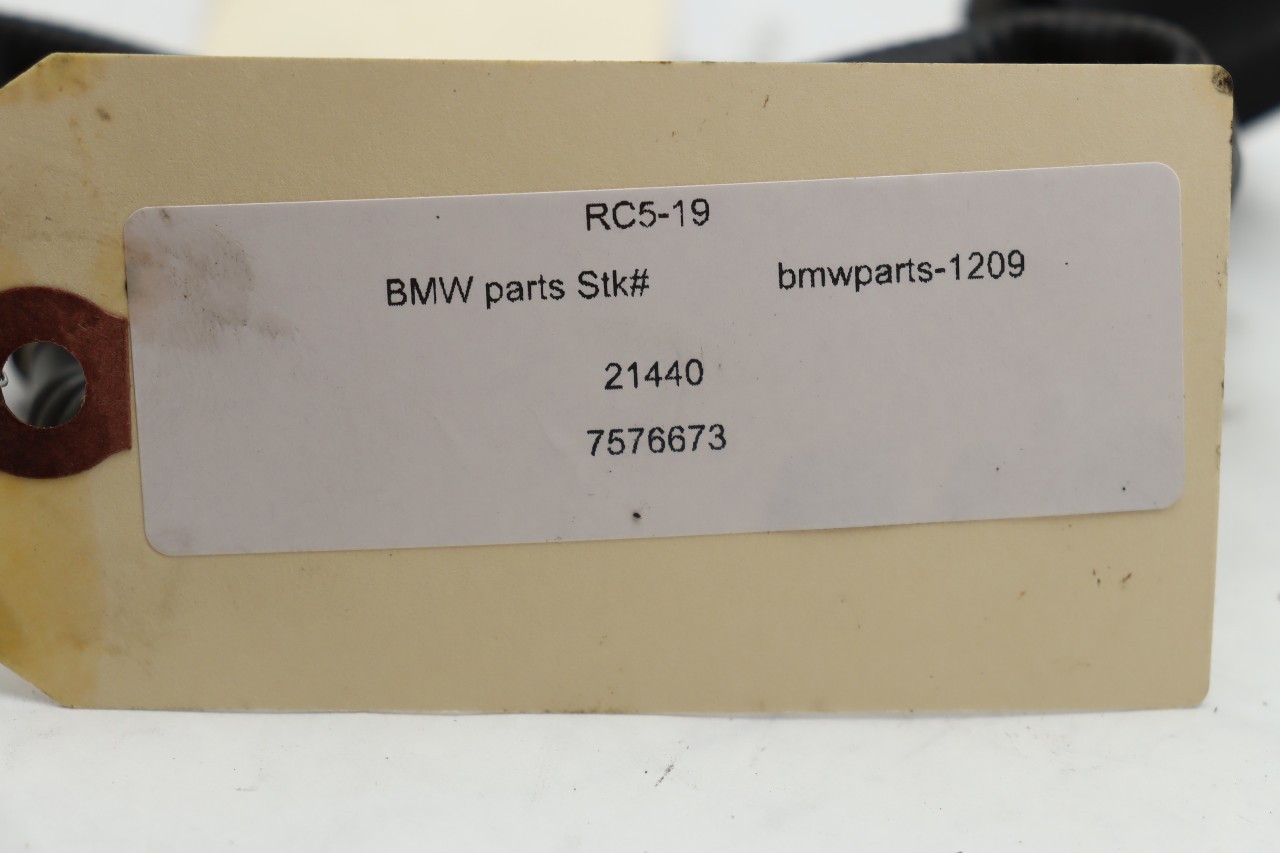 RC5-19
BMW parts Stk# bmwparts-1209
21440
7576673